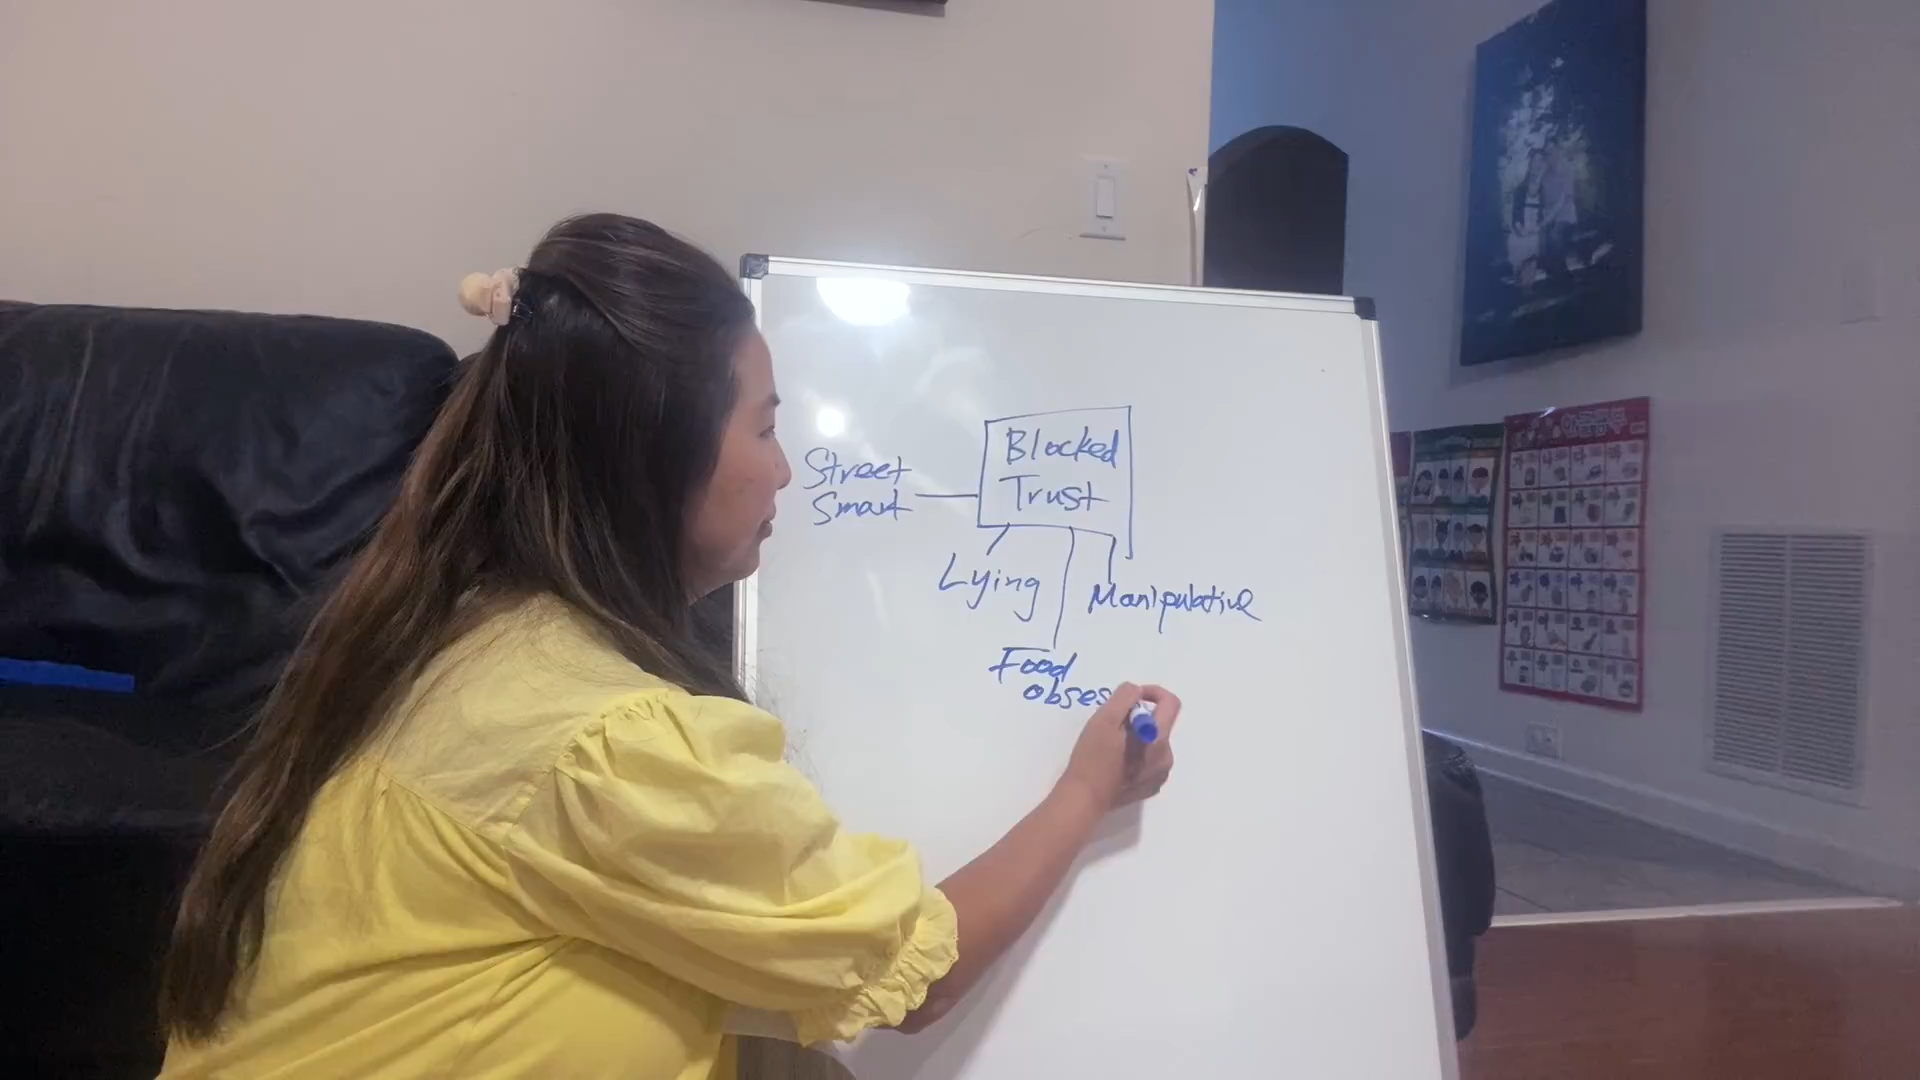 Blocked
Trust
Street
Smart
Lying
Manipulative
Food
obses